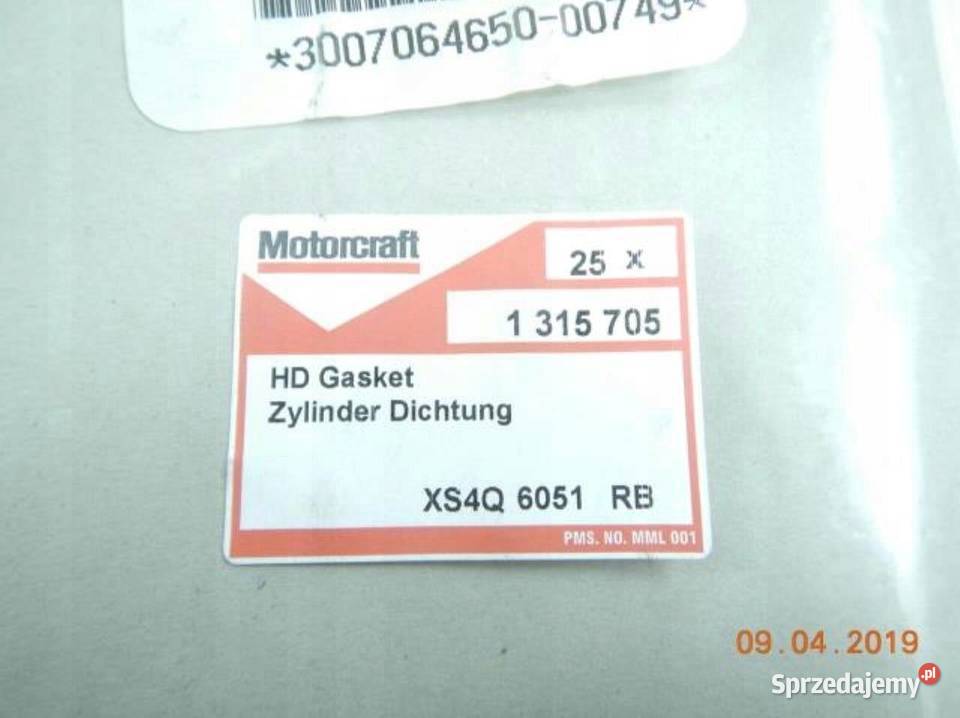 *3007064650-00749*
Motorcraft
25 X
1 315 705
HD Gasket
Zylinder Dichtung
XS4Q 6051 RB
PMS. NO. MML 001
09.04.2019
Sprzedajemy.pl